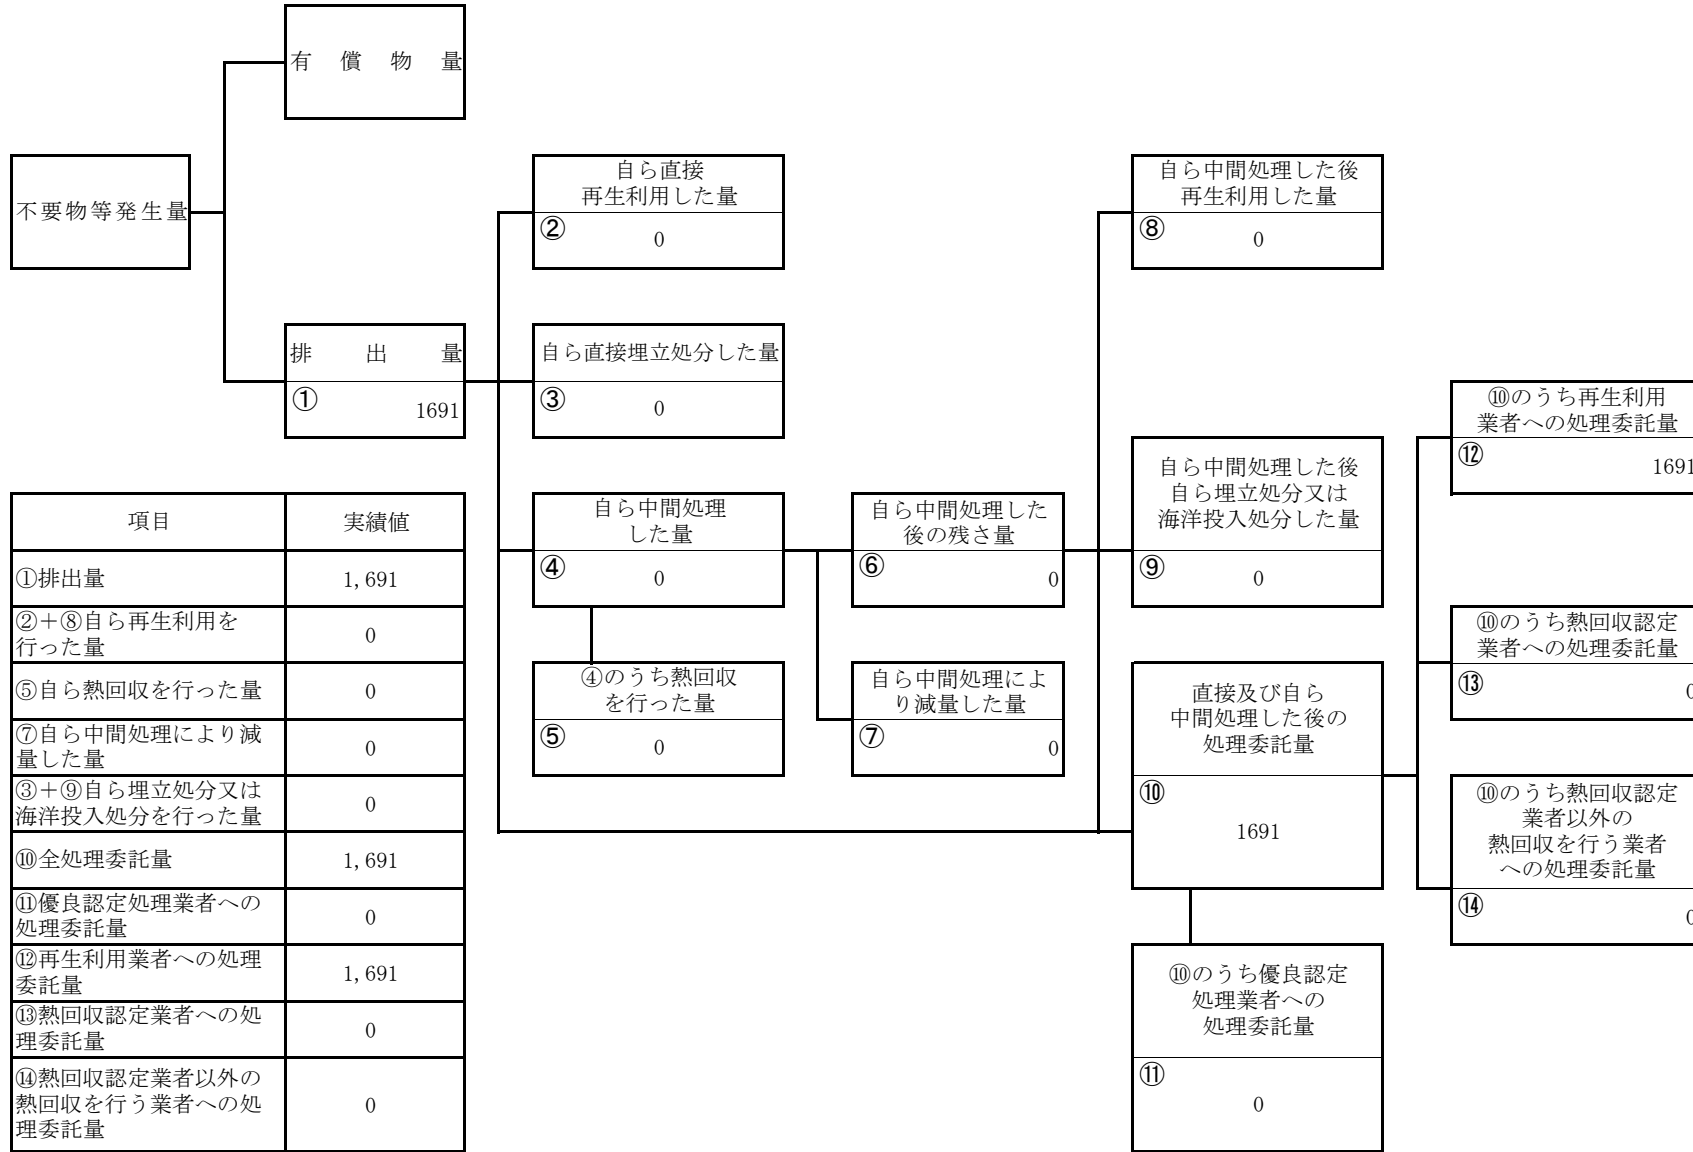 有償物量
不要物等発生量
自ら直接
再生利用した量
②
0
自ら中間処理した後
再生利用した量
⑧
0
排出量
①
1691
自ら直接埋立処分した量
③
0
⑩のうち再生利用
業者への処理委託量
⑫
1691
自ら中間処理
した量
④
0
自ら中間処理した
後の残さ量
⑥
0
自ら中間処理した後
自ら埋立処分又は
海洋投入処分した量
⑨
0
⑩のうち熱回収認定
業者への処理委託量
⑬
0
④のうち熱回収
を行った量
⑤
0
自ら中間処理によ
り減量した量
⑦
0
直接及び自ら
中間処理した後の
処理委託量
⑩
1691
⑩のうち熱回収認定
業者以外の
熱回収を行う業者
への処理委託量
⑭
0
⑩のうち優良認定
処理業者への
処理委託量
⑪
0
項目 実績値
①排出量 1,691
②＋⑧自ら再生利用を
行った量 0
⑤自ら熱回収を行った量 0
⑦自ら中間処理により減
量した量 0
③＋⑨自ら埋立処分又は
海洋投入処分を行った量 0
⑩全処理委託量 1,691
⑪優良認定処理業者への
処理委託量 0
⑫再生利用業者への処理
委託量 1,691
⑬熱回収認定業者への処
理委託量 0
⑭熱回収認定業者以外の
熱回収を行う業者への処
理委託量 0